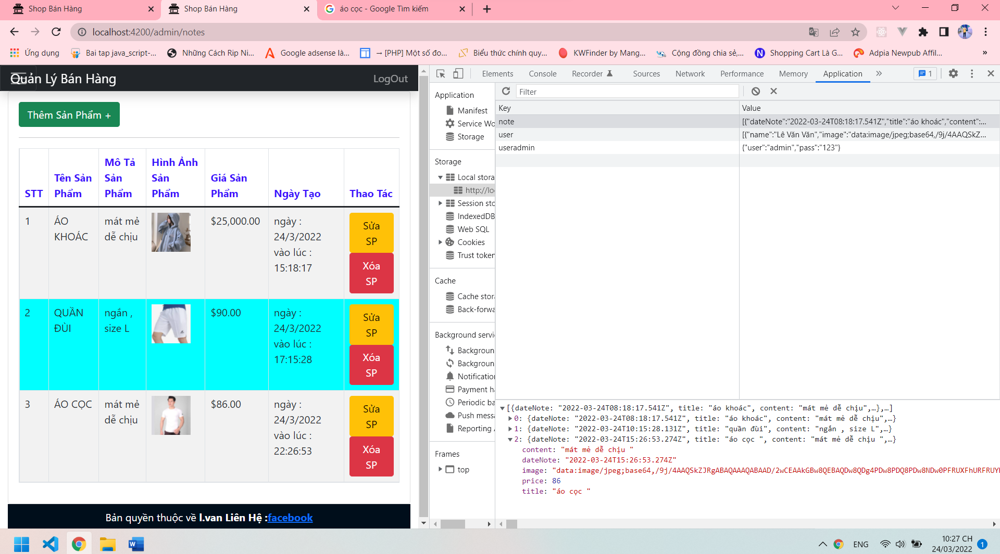 Shop Bán Hàng
Shop Bán Hàng
áo cọc - Google Tìm kiếm
localhost:4200/admin/notes
Ứng dụng
Bai tap java_script-...
Những Cách Rip Ni...
Google adsense là...
→ [PHP] Một số đo...
Biểu thức chính quy...
KWFinder by Mang...
Cộng đồng chia sẻ,...
Shopping Cart Là G...
Adpia Newpub Affil...
»
Quản Lý Bán Hàng
LogOut
Thêm Sản Phẩm +
STT
Tên Sản
Phẩm
Mô Tả
Sản
Phẩm
Hình Ảnh
Sản
Phẩm
Giá Sản
Phẩm
Ngày Tạo
Thao Tác
1
ÁO
KHOÁC
mát mẻ
dễ chịu
$25,000.00
ngày :
24/3/2022
vào lúc :
15:18:17
Sửa
SP
Xóa
SP
2
QUẦN
ĐÙI
ngắn ,
size L
$90.00
ngày :
24/3/2022
vào lúc :
17:15:28
Sửa
SP
Xóa
SP
3
ÁO CỌC
mát mẻ
dễ chịu
$86.00
ngày :
24/3/2022
vào lúc :
22:26:53
Sửa
SP
Xóa
SP
Bản quyền thuộc về l.van Liên Hệ :facebook
Elements
Console
Recorder
Sources
Network
Performance
Memory
Application
»
1
Application
Manifest
Service Wo
Storage
Storage
Local stora
http://lo
Session sto
IndexedDB
Web SQL
Cookies
Trust token
Cache
Cache stor
Back-forwa
Background servi
Backgroun
Backgroun
Notification
Payment ha
Periodic ba
Push messa
Reporting A
Frames
top
Filter
Key
Value
note
[{"dateNote":"2022-03-24T08:18:17.541Z","title":"áo khoác","content":...
user
[{"name":"Lê Văn Văn","image":"data:image/jpeg;base64,/9j/4AAQSkZ...
useradmin
{"user":"admin","pass":"123"}
[{dateNote: "2022-03-24T08:18:17.541Z", title: "áo khoác", content: "mát mẻ dễ chịu",…},…]
0: {dateNote: "2022-03-24T08:18:17.541Z", title: "áo khoác", content: "mát mẻ dễ chịu",…}
1: {dateNote: "2022-03-24T10:15:28.131Z", title: "quần đùi", content: "ngắn , size L",…}
2: {dateNote: "2022-03-24T15:26:53.274Z", title: "áo cọc ", content: "mát mẻ dễ chịu ",…}
content: "mát mẻ dễ chịu "
dateNote: "2022-03-24T15:26:53.274Z"
image: "data:image/jpeg;base64,/9j/4AAQSkZJRgABAQAAAQABAAD/2wCEAAkGBw8QEBAQDw8QDg4PDw8PDQ8PDw8NDw0PFRUXFhURFRUY
price: 86
title: "áo cọc "
ENG
10:27 CH
24/03/2022
1